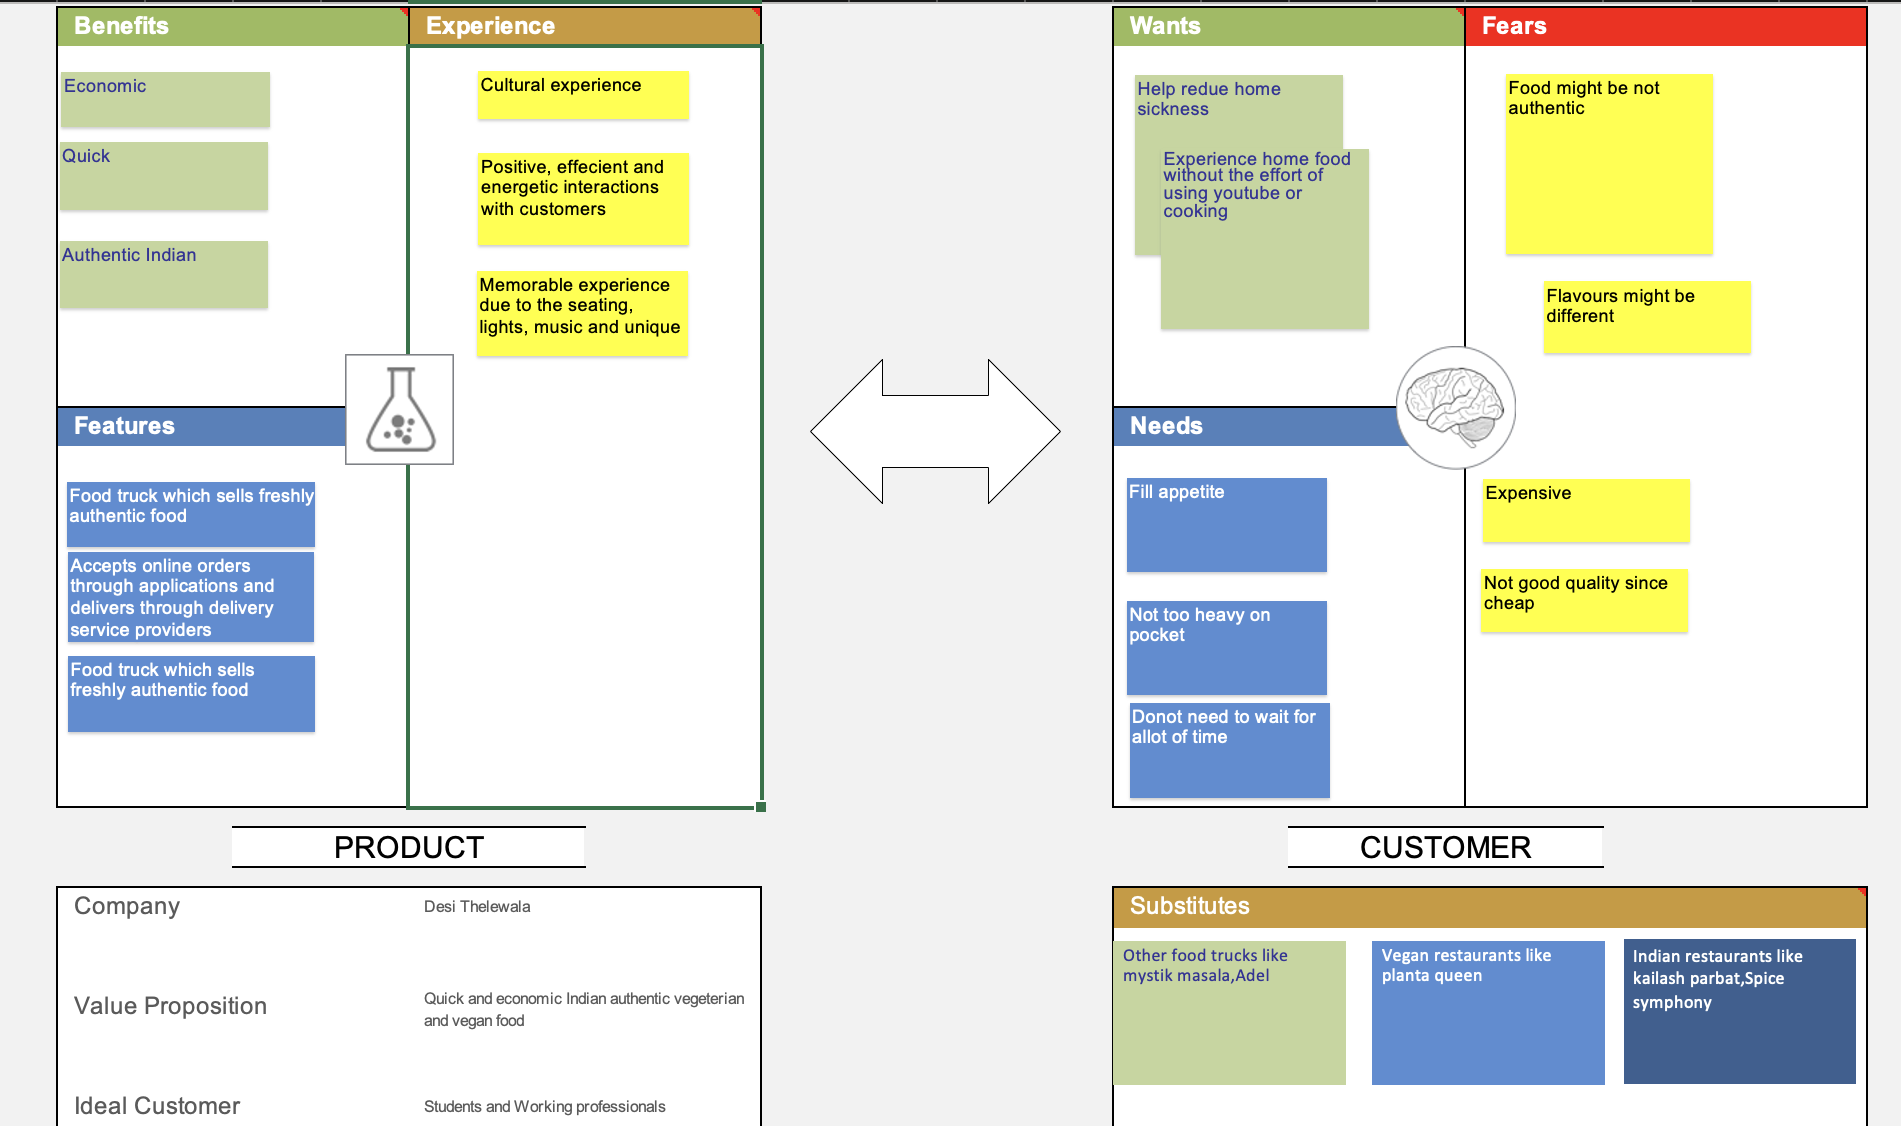 Benefits
Economic
Quick
Authentic Indian
Experience
Cultural experience
Positive, effecient and
energetic interactions
with customers
Memorable experience
due to the seating,
lights, music and unique
Features
Food truck which sells freshly
authentic food
Accepts online orders
through applications and
delivers through delivery
service providers
Food truck which sells
freshly authentic food
PRODUCT
Wants
Help redue home
sickness
Experience home food
without the effort of
using youtube or
cooking
Fears
Food might be not
authentic
Flavours might be
different
Expensive
Not good quality since
cheap
Needs
Fill appetite
Not too heavy on
pocket
Donot need to wait for
allot of time
CUSTOMER
Company
Desi Thelewala
Value Proposition
Quick and economic Indian authentic vegeterian
and vegan food
Ideal Customer
Students and Working professionals
Substitutes
Other food trucks like
mystik masala,Adel
Vegan restaurants like
planta queen
Indian restaurants like
kailash parbat,Spice
symphony